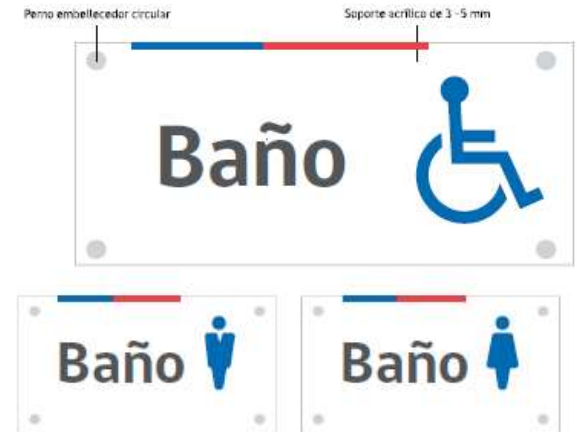 Perno embellecedor circular
Soporte acrílico de 3 -5 mm
Baño
Baño
Baño